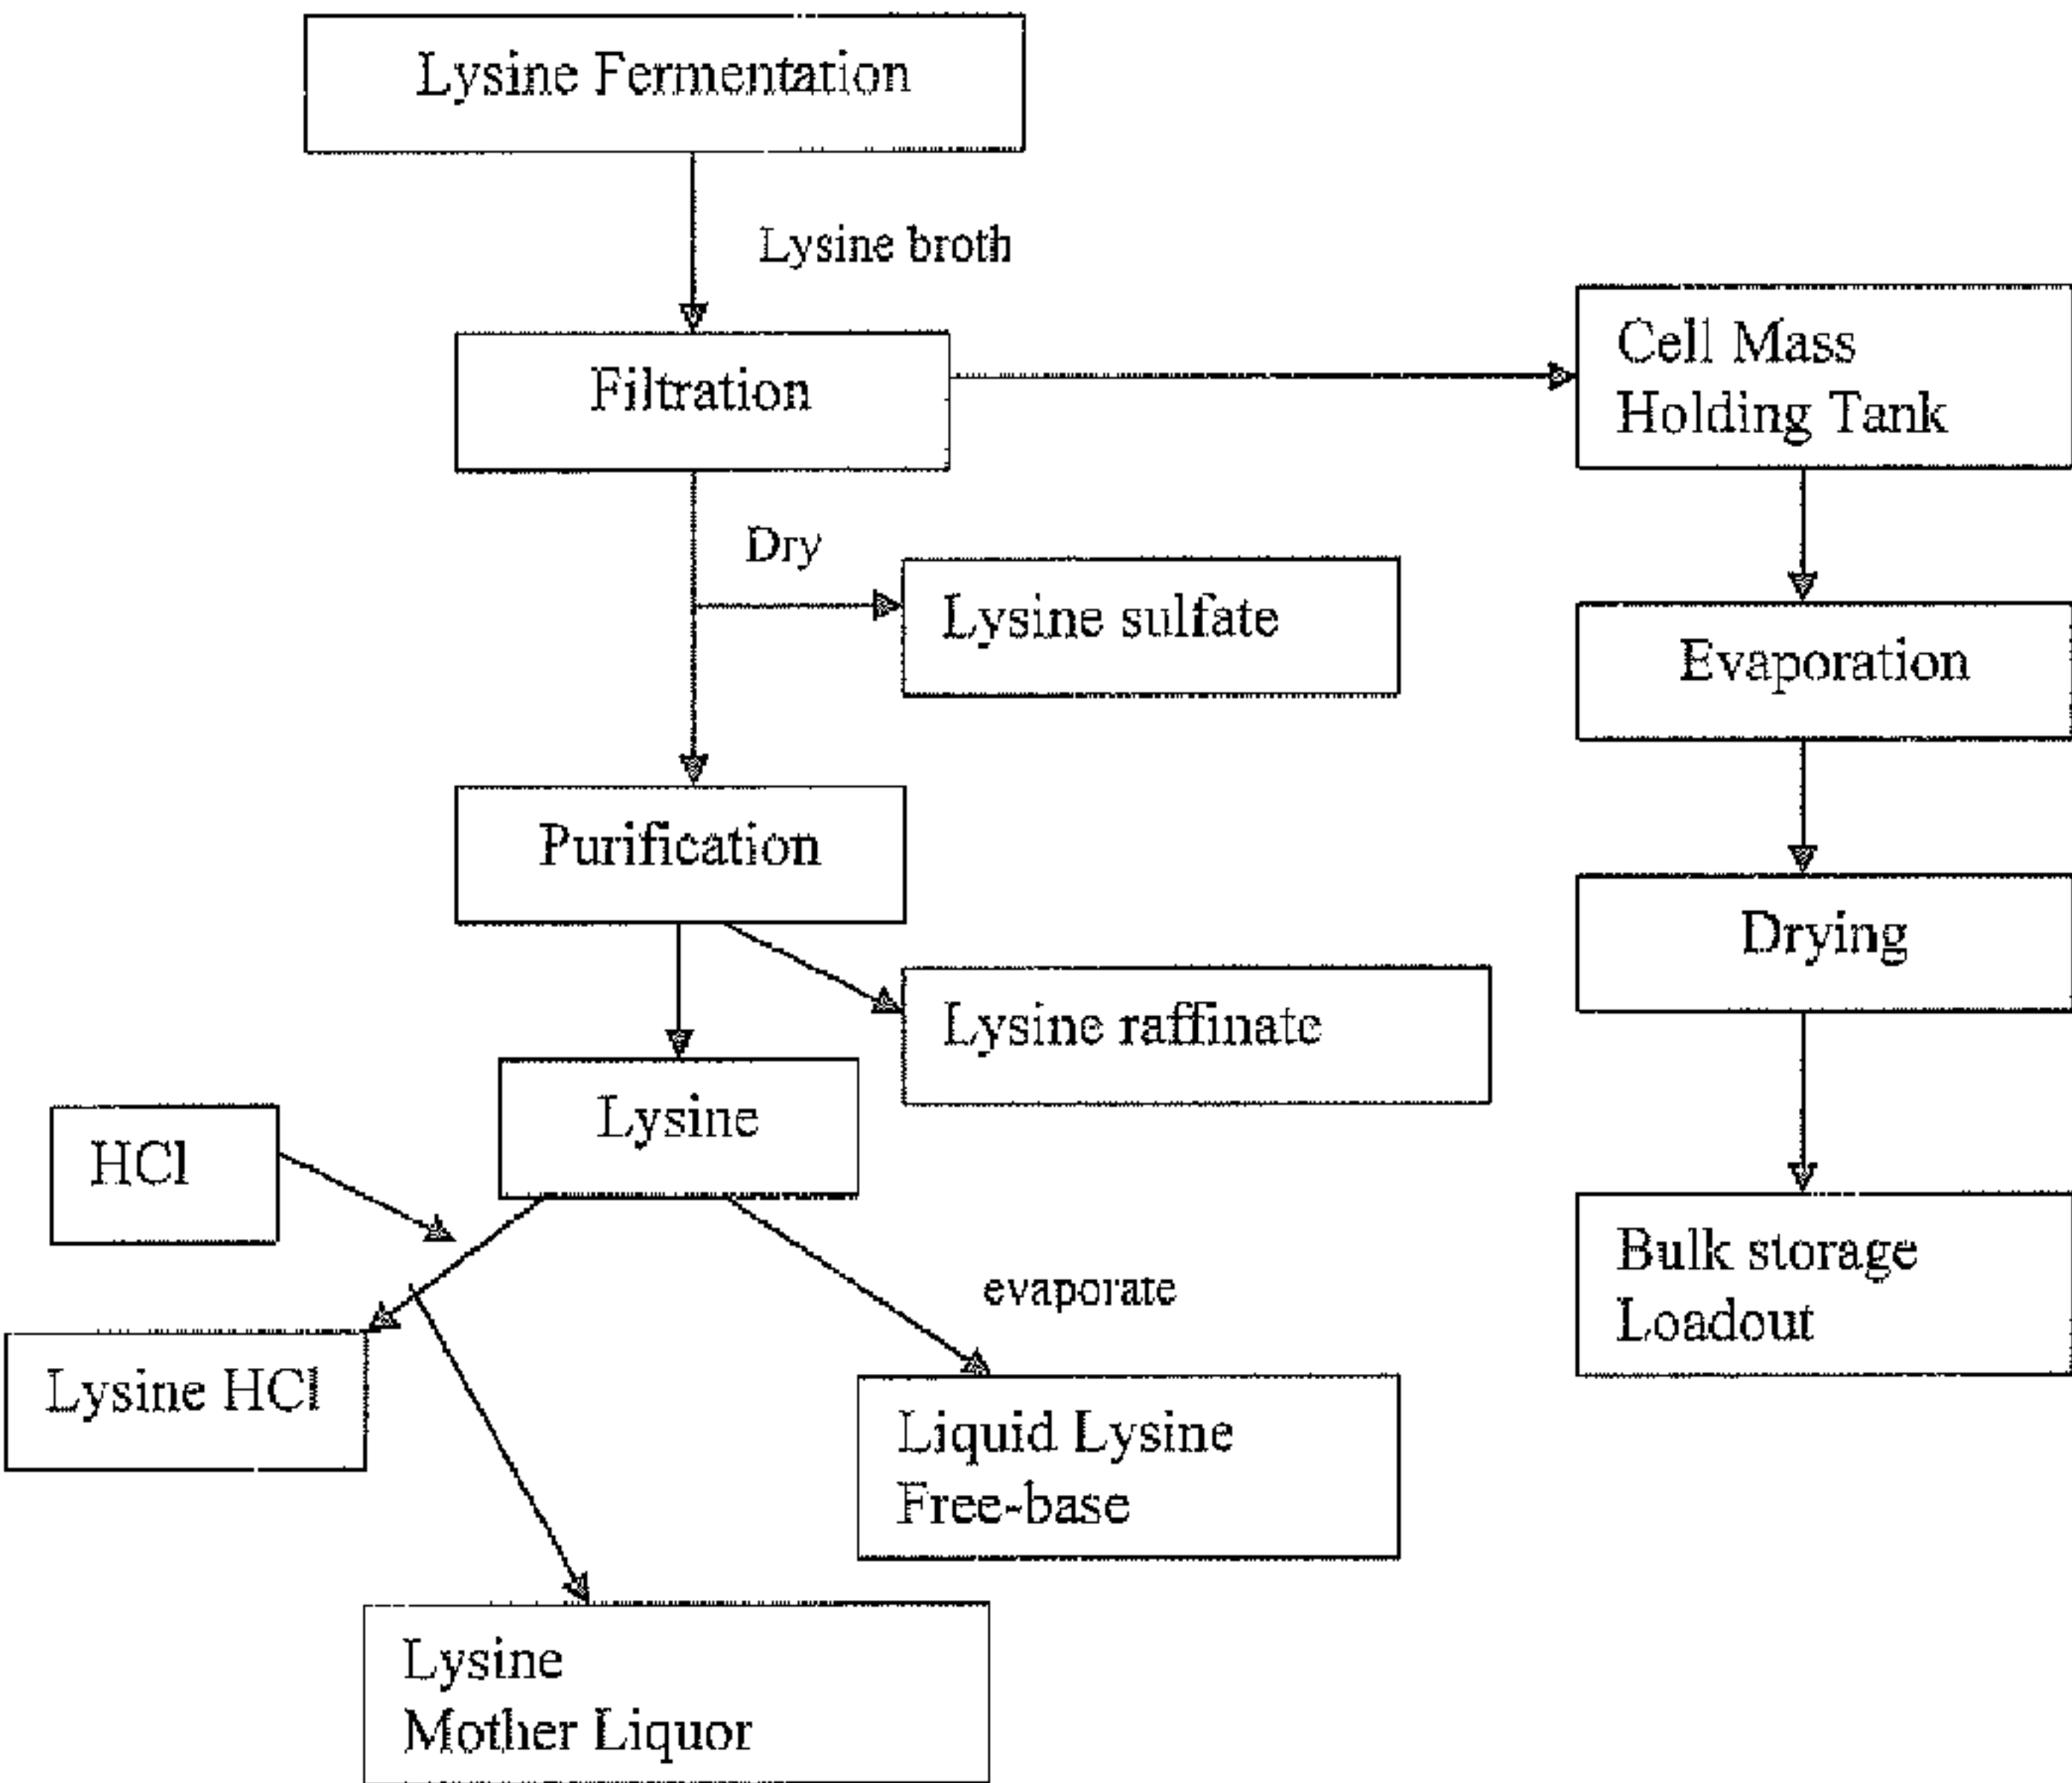 Lysine Fermentation
Lysine broth
Filtration
Cell Mass
Holding Tank
Dry
Lysine sulfate
Evaporation
Purification
Drying
Lysine raffinate
Lysine
HCl
Bulk storage
Loadout
evaporate
Lysine HCl
Liquid Lysine
Free-base
Lysine
Mother Liquor